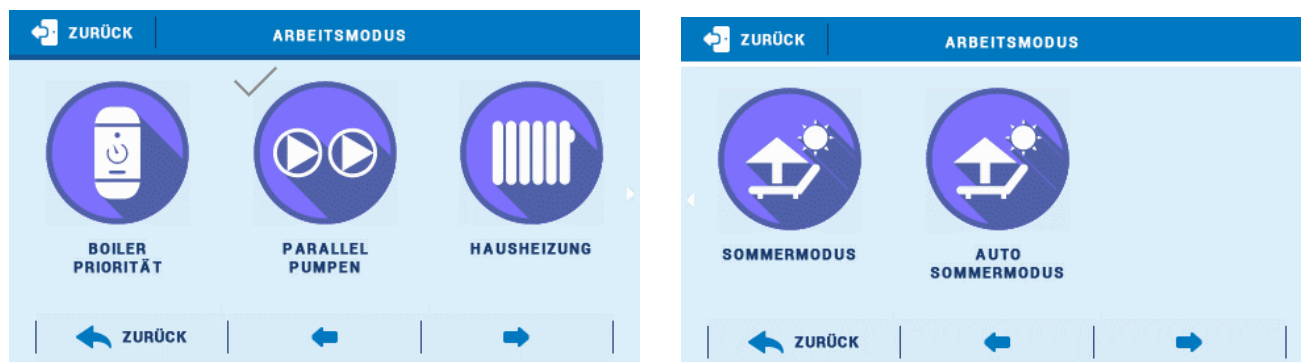 ZURÜCK
ARBEITSMODUS
BOILER
PRIORITÄT
PARALLEL
PUMPEN
HAUSHEIZUNG
ZURÜCK
ZURÜCK
ARBEITSMODUS
SOMMERMODUS
AUTO
SOMMERMODUS
ZURÜCK